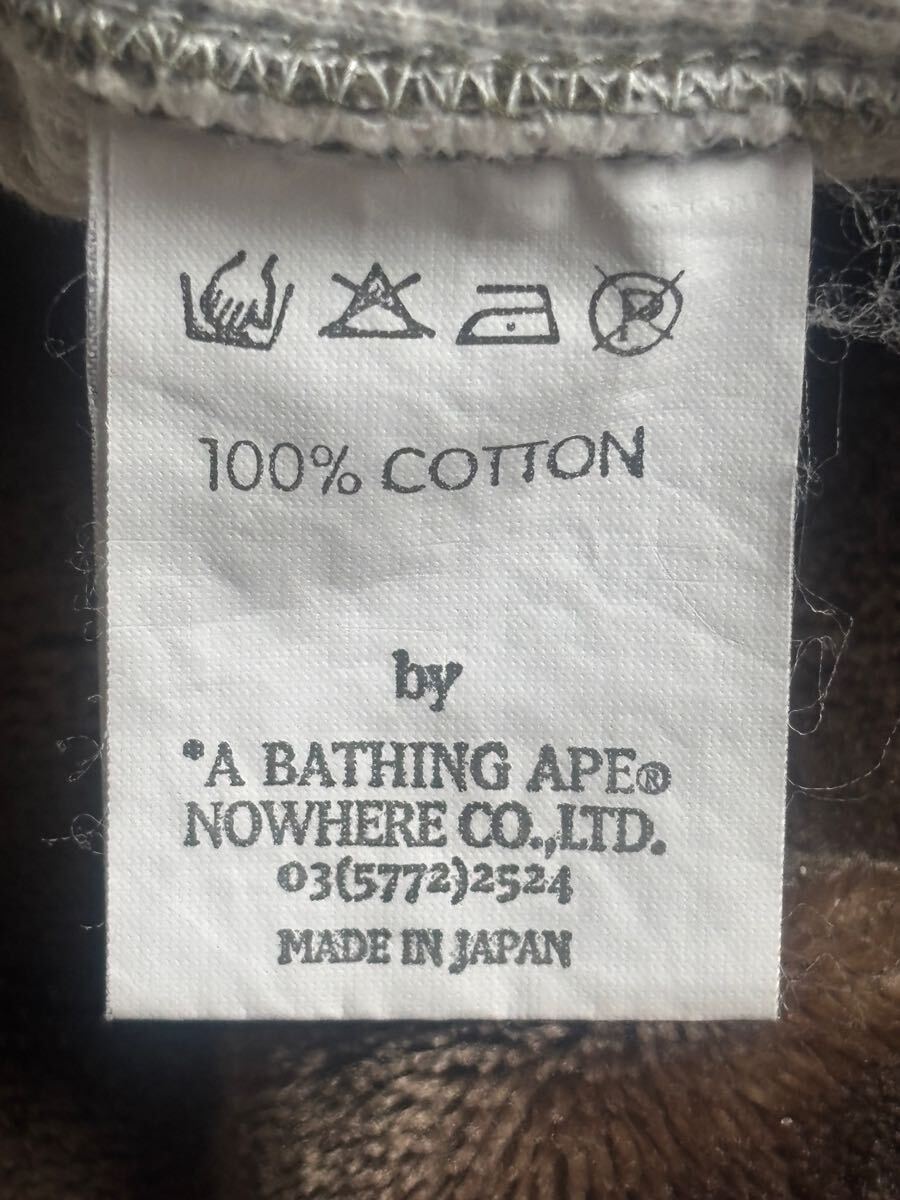 P
100% COTTON
by
*A BATHING APE®
NOWHERE CO.,LTD.
03(5772)2524
MADE IN JAPAN